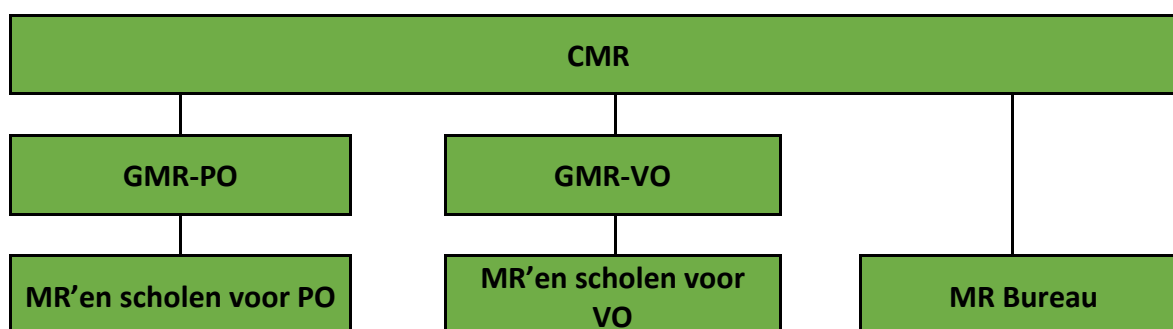 CMR
GMR-PO
GMR-VO
MR’en scholen voor PO
MR’en scholen voor
VO
MR Bureau